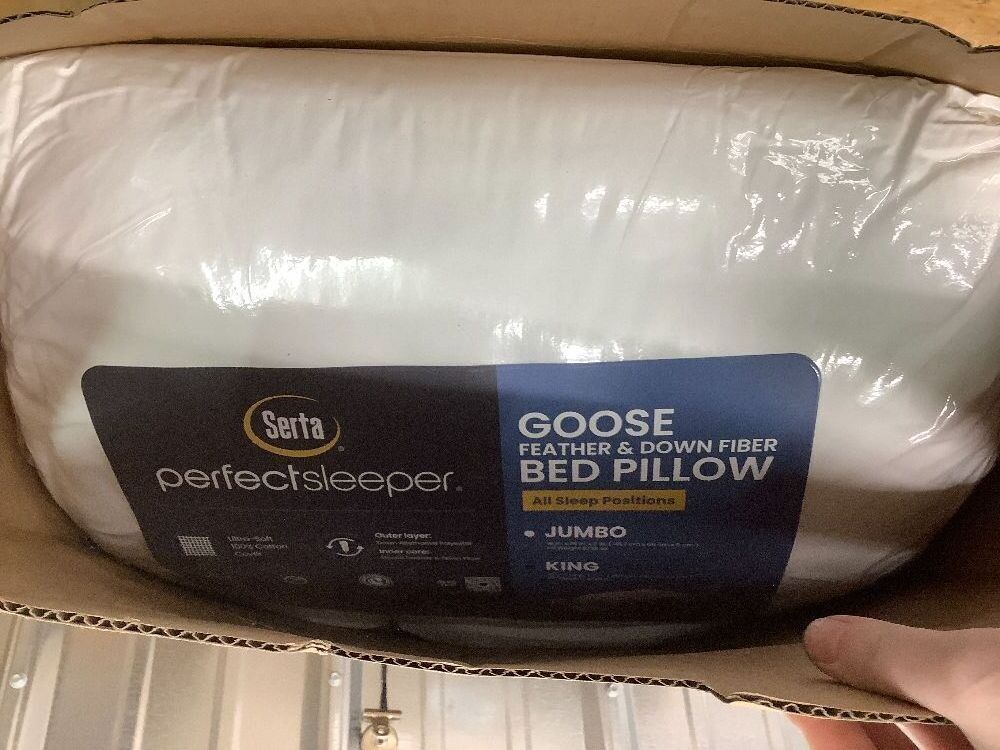 Serta
perfectsleeper
GOOSE
FEATHER & DOWN FIBER
BED PILLOW
All Sleep Positions
JUMBO
KING
Ultra-Soft
100% Cotton
Cover
Outer layer:
Inner core: